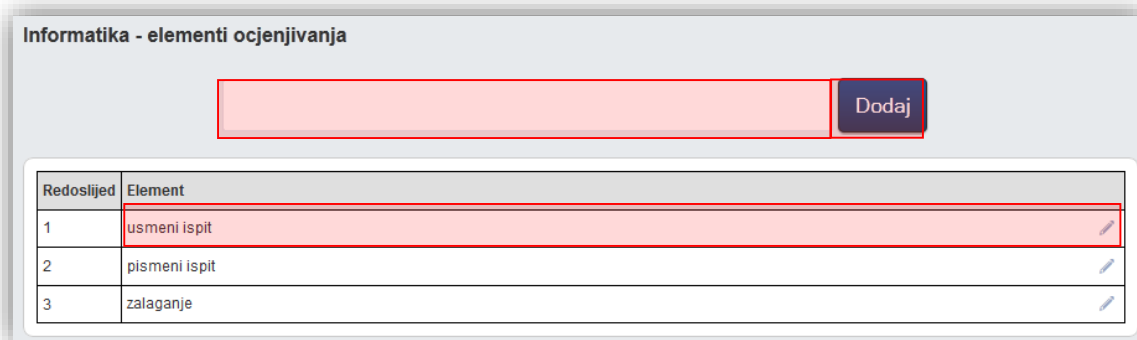 Informatika - elementi ocjenjivanja
Dodaj
Redoslijed Element
1 usmeni ispit
2 pismeni ispit
3 zalaganje